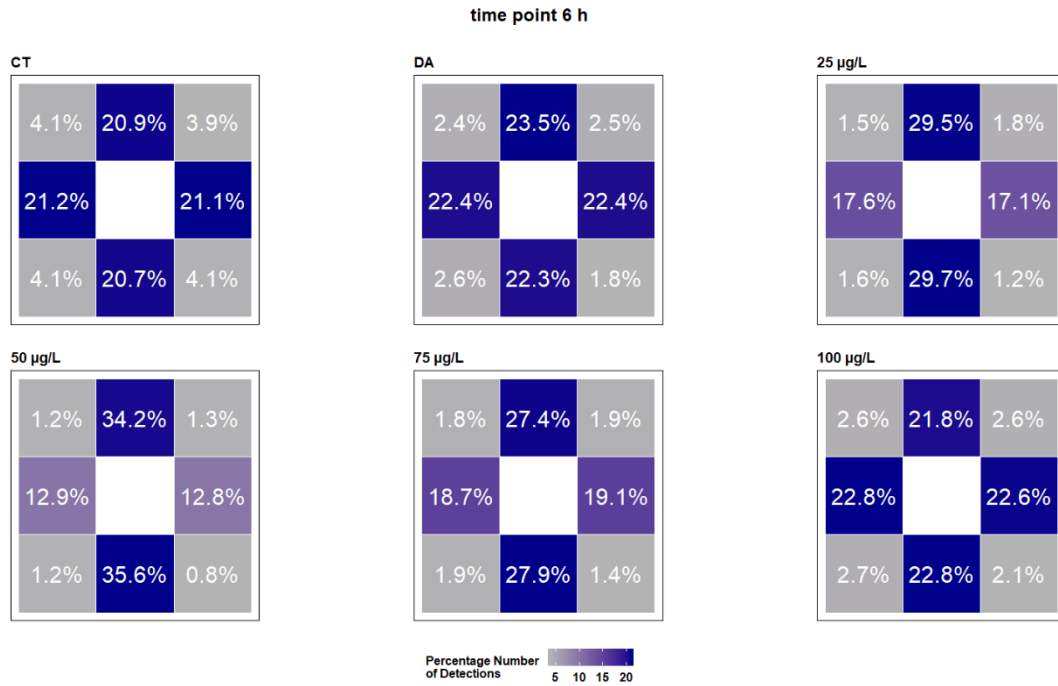 time point 6 h
CT
DA
25 µg/L
4.1% 20.9% 3.9%
2.4% 23.5% 2.5%
1.5% 29.5% 1.8%
21.2% 21.1%
22.4% 22.4%
17.6% 17.1%
4.1% 20.7% 4.1%
2.6% 22.3% 1.8%
1.6% 29.7% 1.2%
50 µg/L
75 µg/L
100 µg/L
1.2% 34.2% 1.3%
1.8% 27.4% 1.9%
2.6% 21.8% 2.6%
12.9% 12.8%
18.7% 19.1%
22.8% 22.6%
1.2% 35.6% 0.8%
1.9% 27.9% 1.4%
2.7% 22.8% 2.1%
Percentage Number
of Detections
5 10 15 20